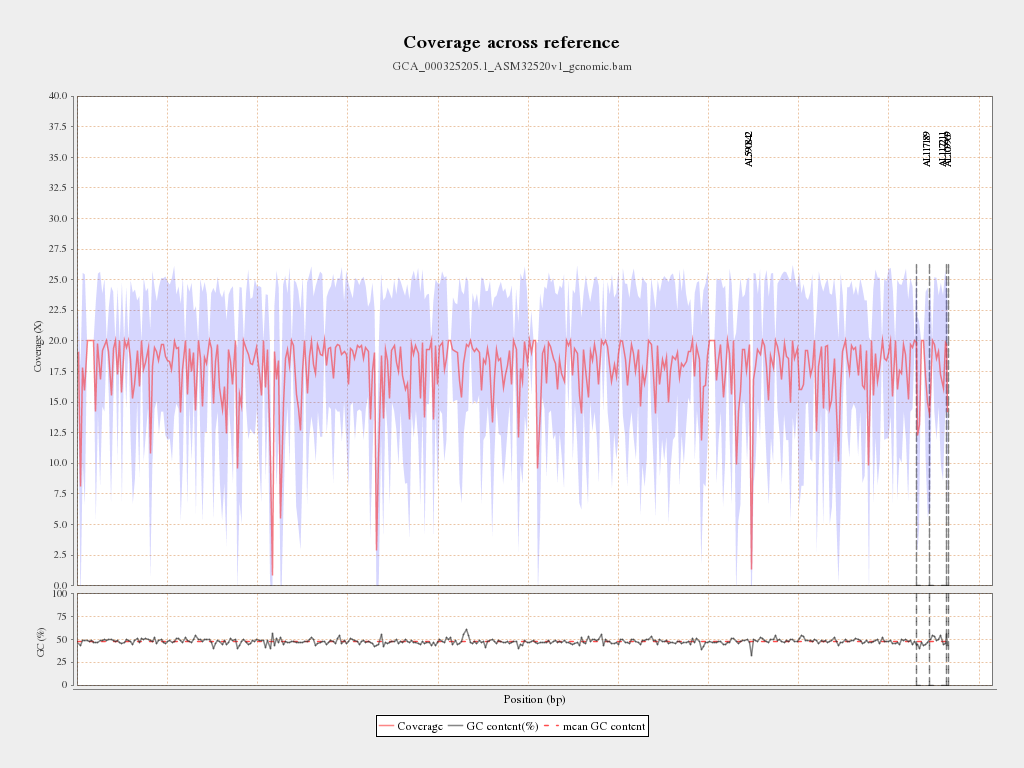 Coverage across reference
GCA_000325205.1_ASM32520v1_genomic.bam
40.0
37.5
35.0
32.5
30.0
27.5
25.0
22.5
20.0
17.5
15.0
12.5
10.0
7.5
5.0
2.5
0.0
Coverage (X)
AL590842
AL117189
AL117211
AL109969
100
75
50
25
0
GC (%)
Position (bp)
Coverage GC content(%) mean GC content